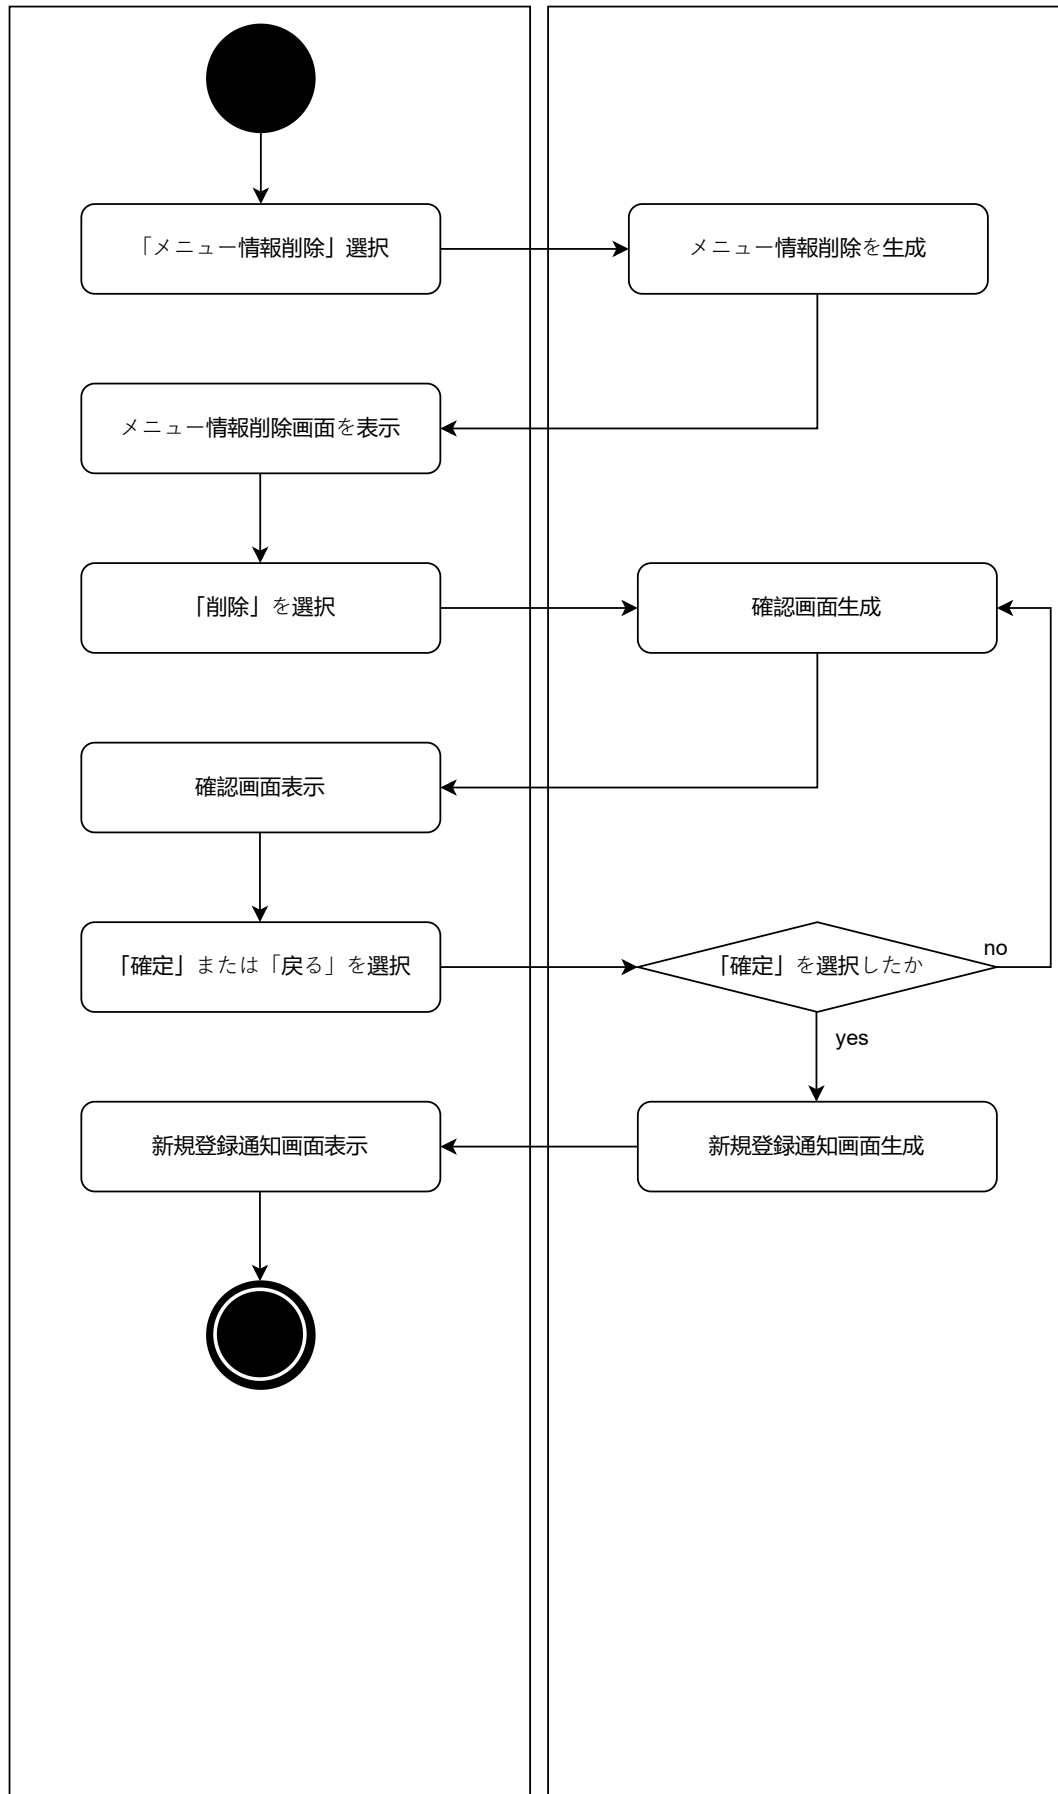 「メニュー情報削除」選択
メニュー情報削除を生成
メニュー情報削除画面を表示
「削除」を選択
確認画面生成
確認画面表示
「確定」または「戻る」を選択
「確定」を選択したか
no
yes
新規登録通知画面表示
新規登録通知画面生成